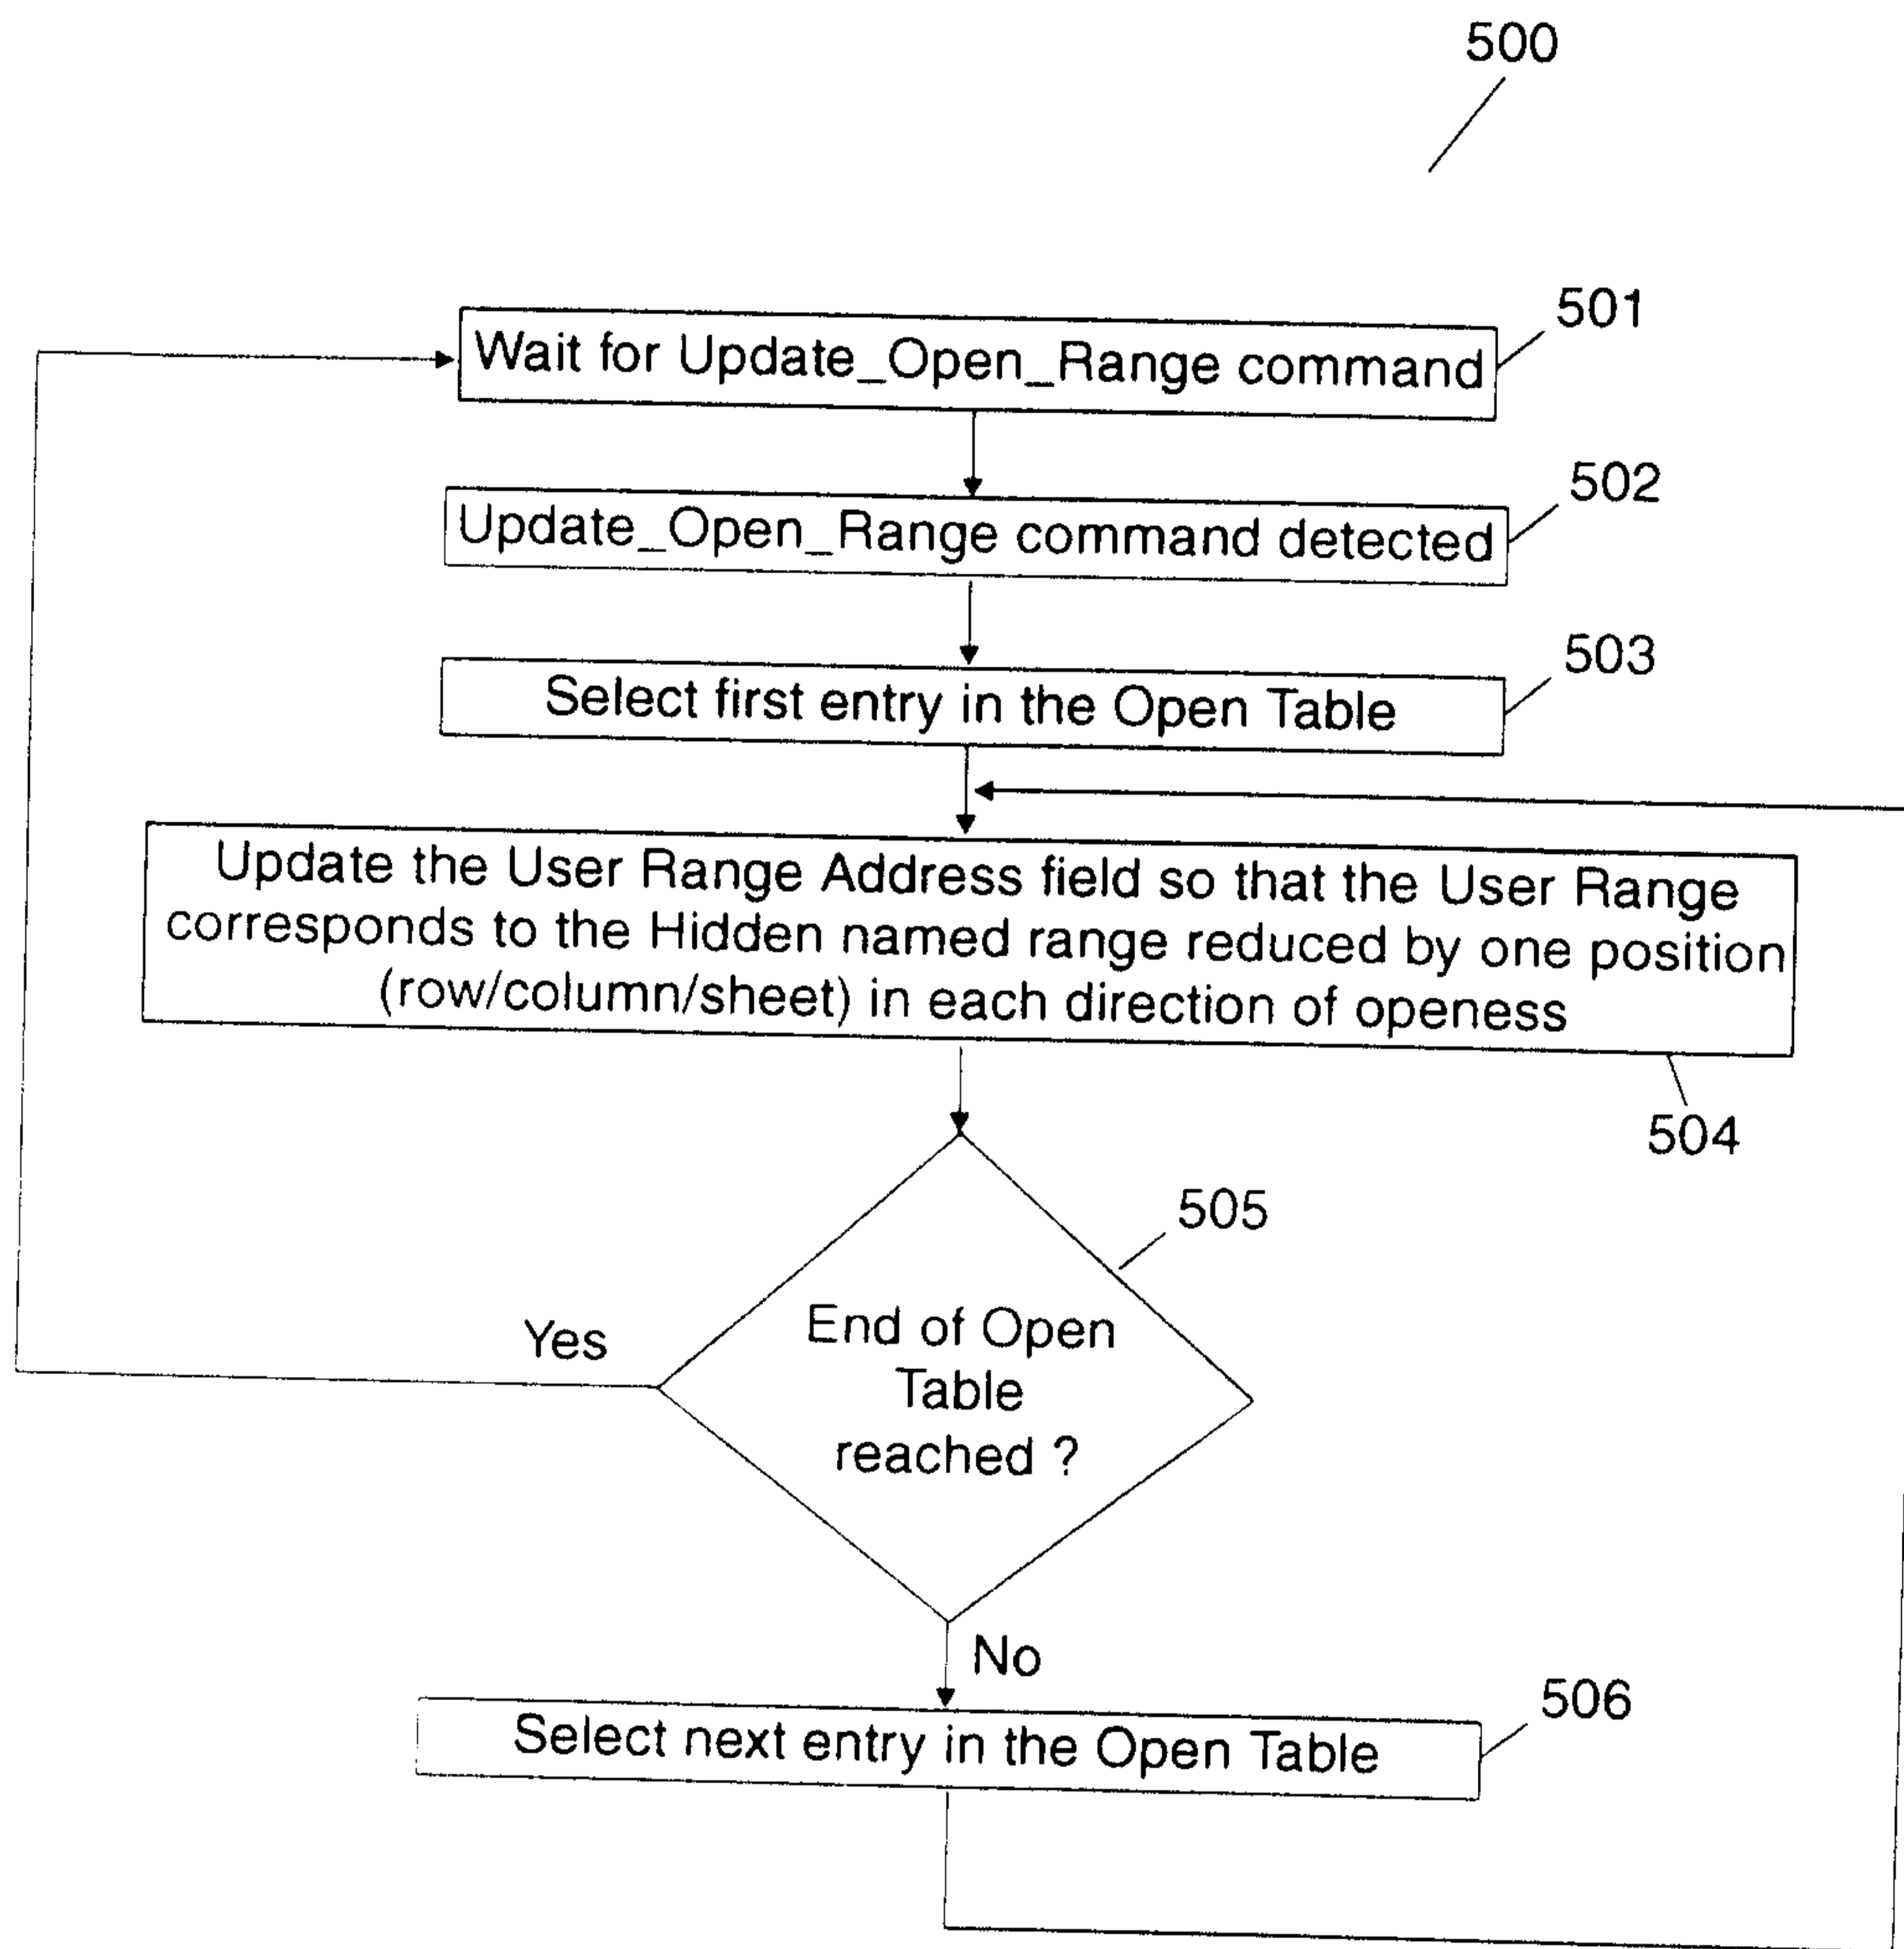 500
Wait for Update_Open_Range command
501
Update_Open_Range command detected
502
Select first entry in the Open Table
503
Update the User Range Address field so that the User Range
corresponds to the Hidden named range reduced by one position
(row/column/sheet) in each direction of openess
504
505
End of Open
Table
reached ?
Yes
No
Select next entry in the Open Table
506